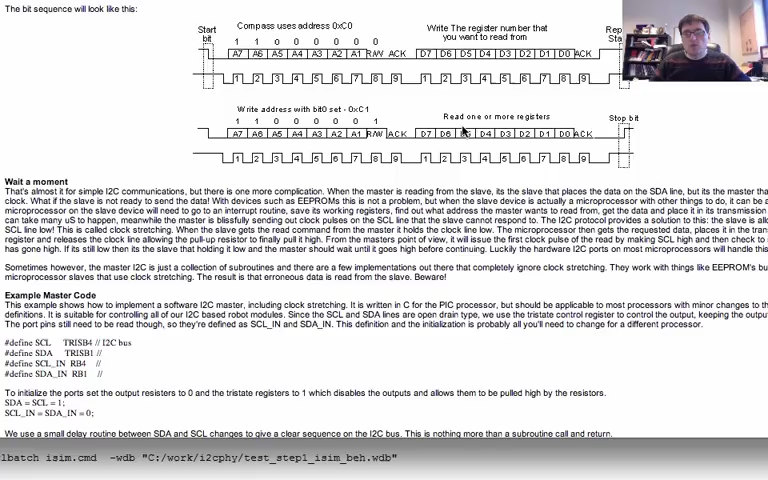 The bit sequence will look like this:
Start bit
Compass uses address 0xC0
Write The register number that you want to read from
Rep
Sta
1 1 0 0 0 0 0 0
A7 A6 A5 A4 A3 A2 A1 R/W ACK D7 D6 D5 D4 D3 D2 D1 D0 ACK
1 2 3 4 5 6 7 8 9 1 2 3 4 5 6 7 8 9
Write address with bit0 set - 0xC1
Read one or more registers
Stop bit
1 1 0 0 0 0 0 1
A7 A6 A5 A4 A3 A2 A1 R/W ACK D7 D6 D5 D4 D3 D2 D1 D0 ACK
1 2 3 4 5 6 7 8 9 1 2 3 4 5 6 7 8 9
Wait a moment
That's almost it for simple I2C communications, but there is one more complication. When the master is reading from the slave, its the slave that places the data on the SDA line, but its the master tha
clock. What if the slave is not ready to send the data! With devices such as EEPROMs this is not a problem, but when the slave device is actually a microprocessor with other things to do, it can be a
microprocessor on the slave device will need to go to an interrupt routine, save its working registers, find out what address the master wants to read from, get the data and place it in its transmission
can take many uS to happen, meanwhile the master is blissfully sending out clock pulses on the SCL line that the slave cannot respond to. The I2C protocol provides a solution to this: the slave is allo
SCL line low! This is called clock stretching. When the slave gets the read command from the master it holds the clock line low. The microprocessor then gets the requested data, places it in the tran
register and releases the clock line allowing the pull-up resistor to finally pull it high. From the masters point of view, it will issue the first clock pulse of the read by making SCL high and then check to
has gone high. If its still low then its the slave that holding it low and the master should wait until it goes high before continuing. Luckily the hardware I2C ports on most microprocessors will handle this
Sometimes however, the master I2C is just a collection of subroutines and there are a few implementations out there that completely ignore clock stretching. They work with things like EEPROM's bu
microprocessor slaves that use clock stretching. The result is that erroneous data is read from the slave. Beware!
Example Master Code
This example shows how to implement a software I2C master, including clock stretching. It is written in C for the PIC processor, but should be applicable to most processors with minor changes to th
definitions. It is suitable for controlling all of our I2C based robot modules. Since the SCL and SDA lines are open drain type, we use the tristate control register to control the output, keeping the outpu
The port pins still need to be read though, so they're defined as SCL_IN and SDA_IN. This definition and the initialization is probably all you'll need to change for a different processor.
#define SCL TRISB4 // I2C bus
#define SDA TRISB1 //
#define SCL_IN RB4 //
#define SDA_IN RB1 //
To initialize the ports set the output resisters to 0 and the tristate registers to 1 which disables the outputs and allows them to be pulled high by the resistors.
SDA = SCL = 1;
SCL_IN = SDA_IN = 0;
We use a small delay routine between SDA and SCL changes to give a clear sequence on the I2C bus. This is nothing more than a subroutine call and return.
lbatch isim.cmd -wdb "C:/work/i2cphy/test_step1_isim_beh.wdb"